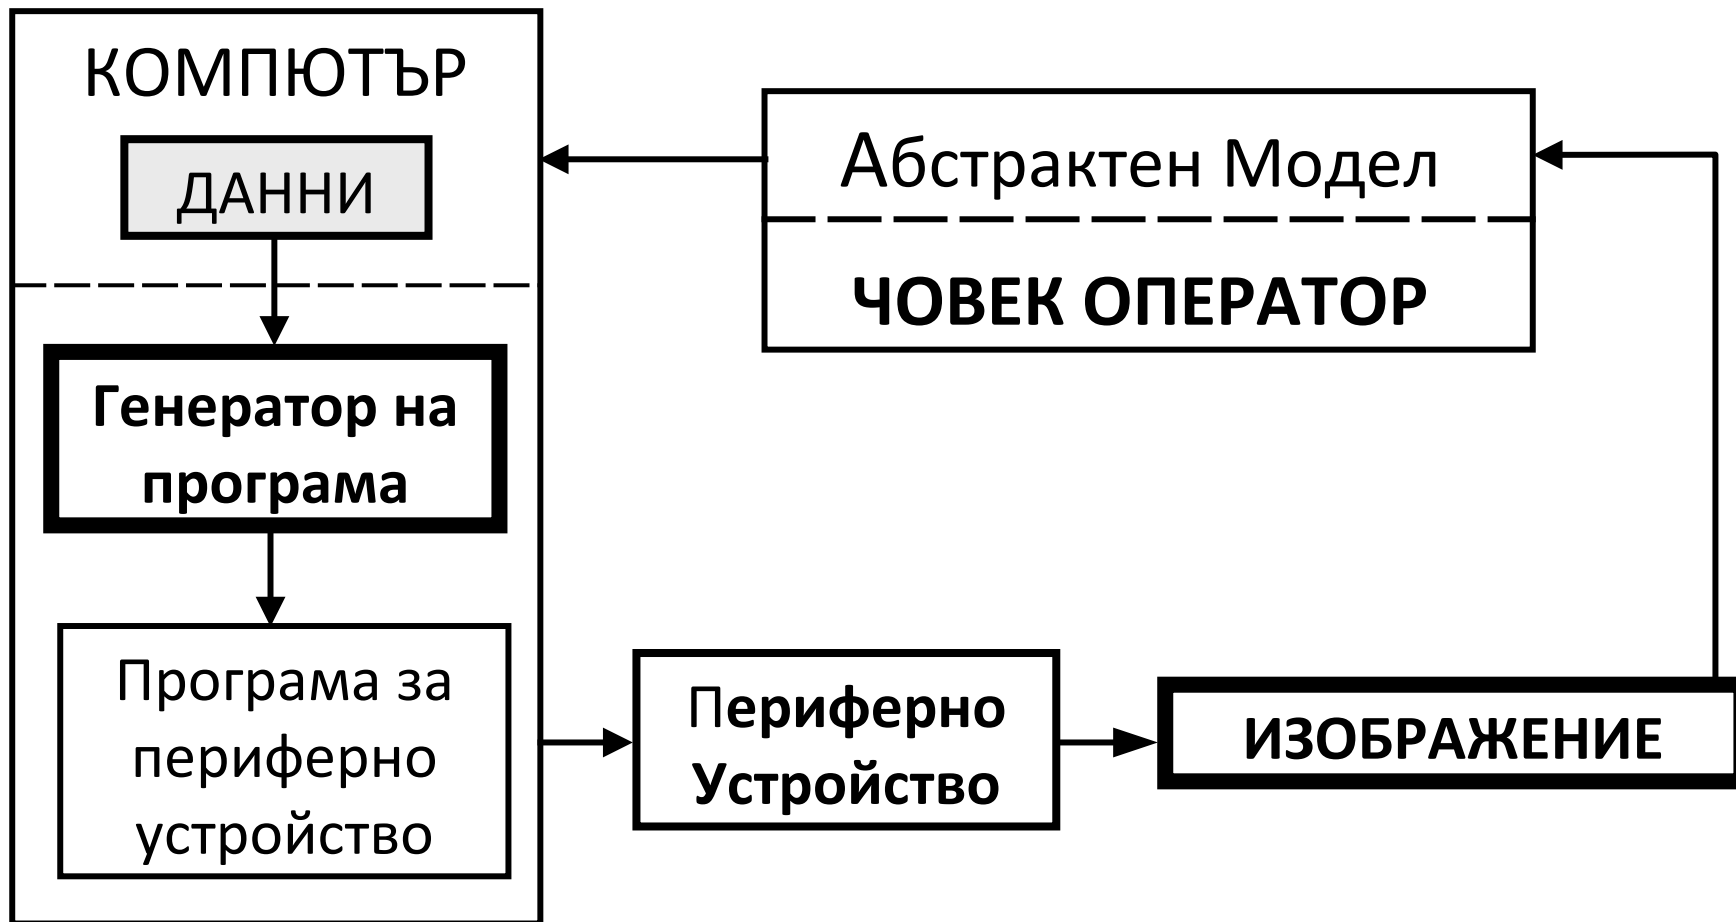 КОМПЮТЪР
ДАННИ
Генератор на
програма
Програма за
периферно
устройство
Абстрактен Модел
ЧОВЕК ОПЕРАТОР
Периферно
Устройство
ИЗОБРАЖЕНИЕ